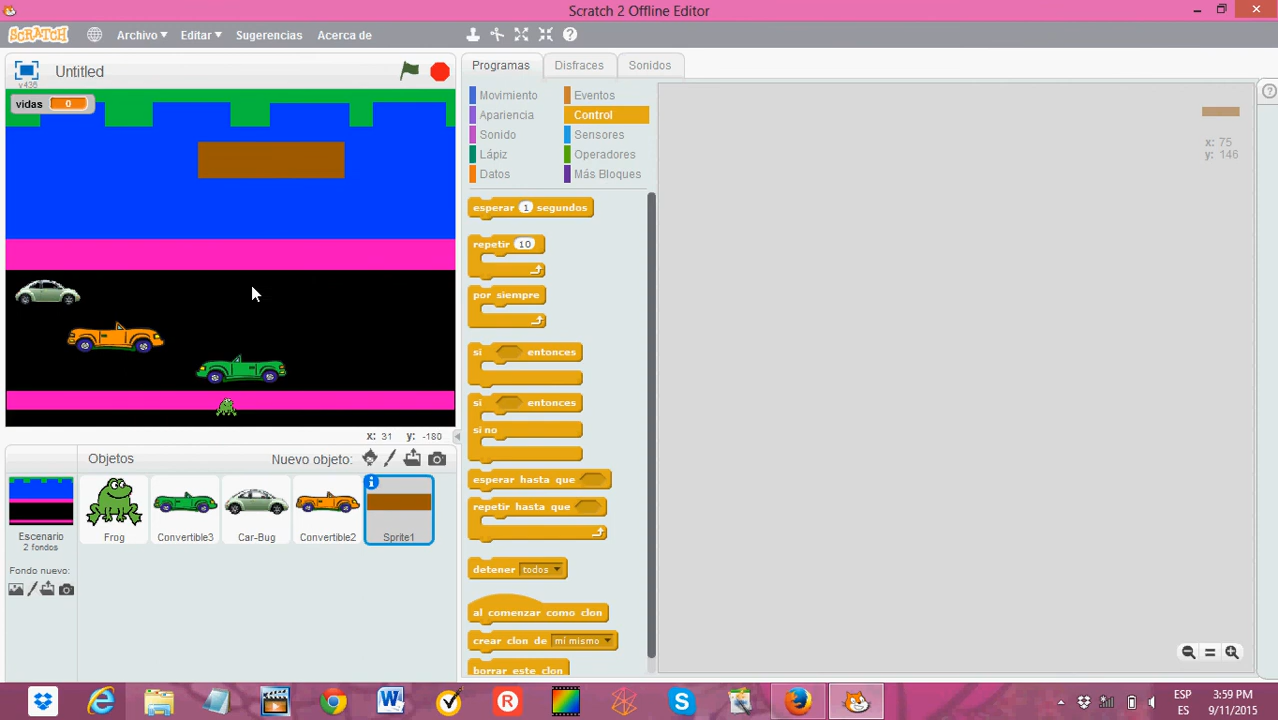 Scratch 2 Offline Editor
SCRATCH Archivo Editar Sugerencias Acerca de
Untitled
v436
vidas 0
Programas Disfraces Sonidos
Movimiento Eventos
Apariencia Control
Sonido Sensores
Lápiz Operadores
Datos Más Bloques
esperar 1 segundos
repetir 10
por siempre
si entonces
si entonces
si no
esperar hasta que
repetir hasta que
detener todos
al comenzar como clon
crear clon de mí mismo
borrar este clon
x: 75
y: 146
x: 31 y: -180
Objetos Nuevo objeto:
Escenario
2 fondos
Fondo nuevo:
Frog Convertible3 Car-Bug Convertible2 Sprite1
ESP
ES
3:59 PM
9/11/2015